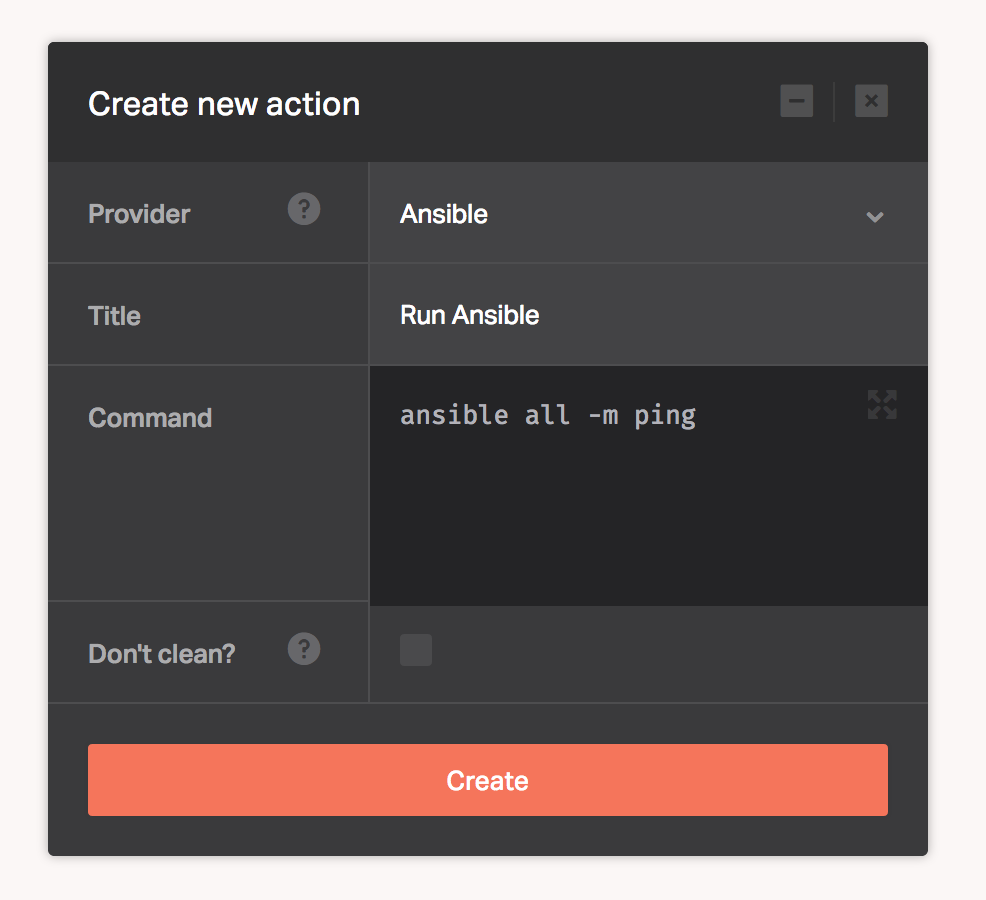 Create new action
Provider ? Ansible
Title Run Ansible
Command ansible all -m ping
Don't clean? ?
Create